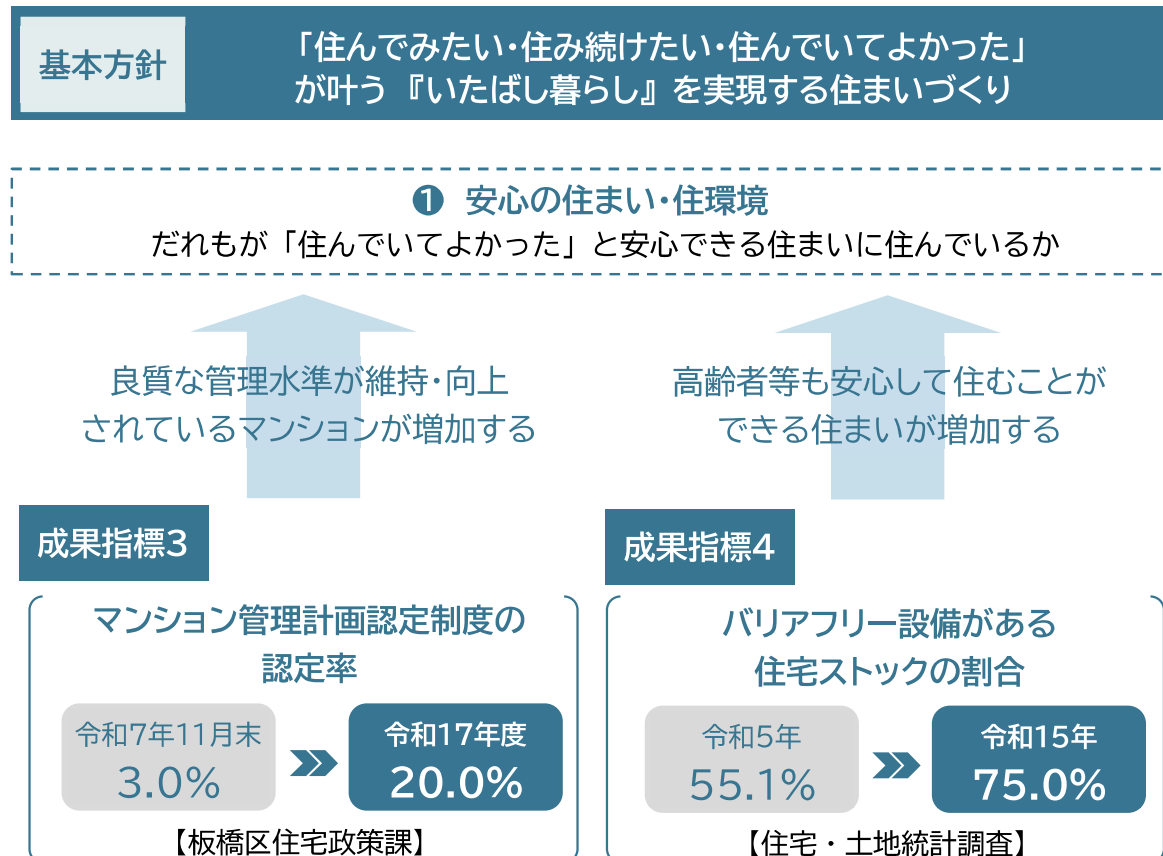 基本方針
「住んでみたい・住み続けたい・住んでいてよかった」
が叶う『いたばし暮らし』を実現する住まいづくり
❶ 安心の住まい・住環境
だれもが「住んでいてよかった」と安心できる住まいに住んでいるか
良質な管理水準が維持・向上
されているマンションが増加する
高齢者等も安心して住むことが
できる住まいが増加する
成果指標3
マンション管理計画認定制度の
認定率
令和7年11月末
3.0%
令和17年度
20.0%
【板橋区住宅政策課】
成果指標4
バリアフリー設備がある
住宅ストックの割合
令和5年
55.1%
令和15年
75.0%
【住宅・土地統計調査】